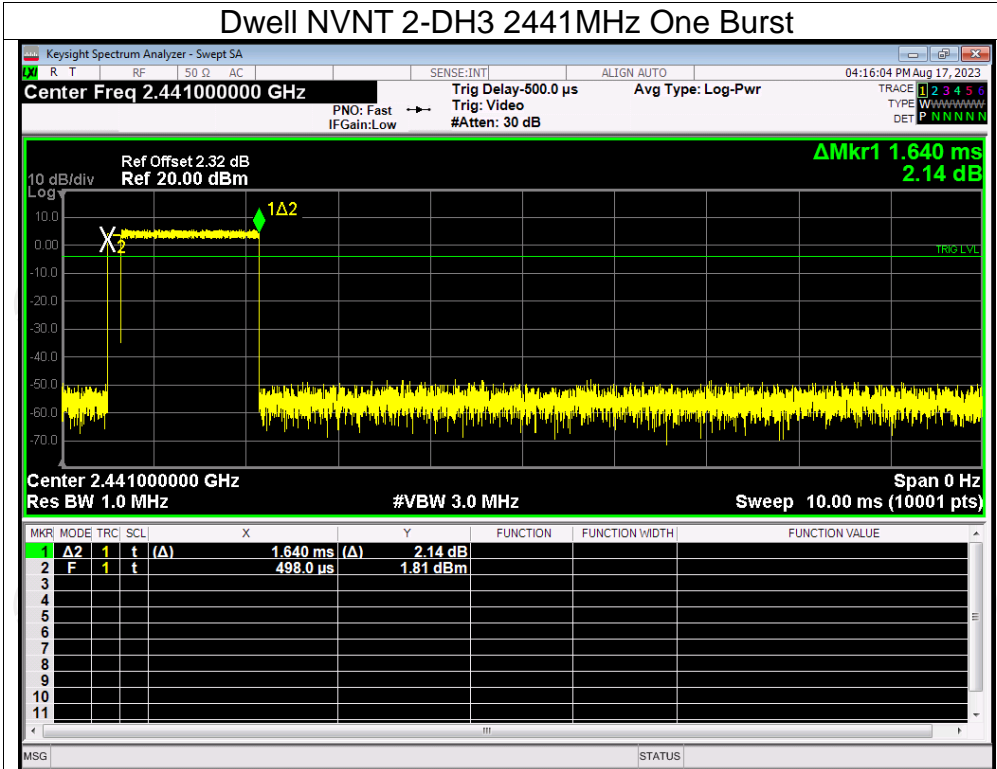 Dwell NVNT 2-DH3 2441MHz One Burst
Keysight Spectrum Analyzer - Swept SA
LXI R T RF 50 Ω AC SENSE:INT ALIGN AUTO 04:16:04 PM Aug 17, 2023
Center Freq 2.441000000 GHz
PNO: Fast
IFGain:Low
Trig Delay-500.0 µs
Trig: Video
#Atten: 30 dB
Avg Type: Log-Pwr
TRACE 1 2 3 4 5 6
TYPE WWWWWWW
DET P N N N N N
ΔMkr1 1.640 ms
2.14 dB
Ref Offset 2.32 dB
10 dB/div Ref 20.00 dBm
Log
1Δ2
10.0
0.00
2
TRIG LVL
-10.0
-20.0
-30.0
-40.0
-50.0
-60.0
-70.0
Center 2.441000000 GHz Span 0 Hz
Res BW 1.0 MHz #VBW 3.0 MHz Sweep 10.00 ms (10001 pts)
MKR MODE TRC SCL X Y FUNCTION FUNCTION WIDTH FUNCTION VALUE
1 Δ2 1 t (Δ) 1.640 ms (Δ) 2.14 dB
2 F 1 t 498.0 µs 1.81 dBm
3
4
5
6
7
8
9
10
11
MSG STATUS